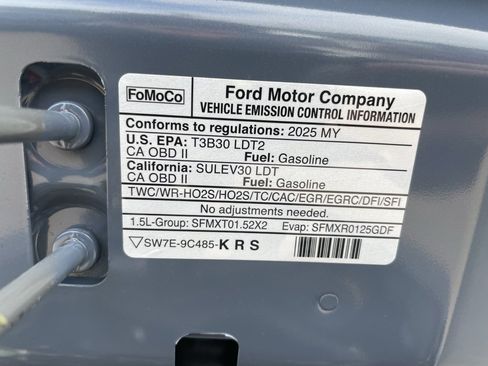 FoMoCo
Ford Motor Company
VEHICLE EMISSION CONTROL INFORMATION
Conforms to regulations: 2025 MY
U.S. EPA: T3B30 LDT2
CA OBD II Fuel: Gasoline
California: SULEV30 LDT
CA OBD II Fuel: Gasoline
TWC/WR-HO2S/HO2S/TC/CAC/EGR/EGRC/DFI/SFI
No adjustments needed.
1.5L-Group: SFMXT01.52X2 Evap: SFMXR0125GDF
SW7E-9C485-KRS